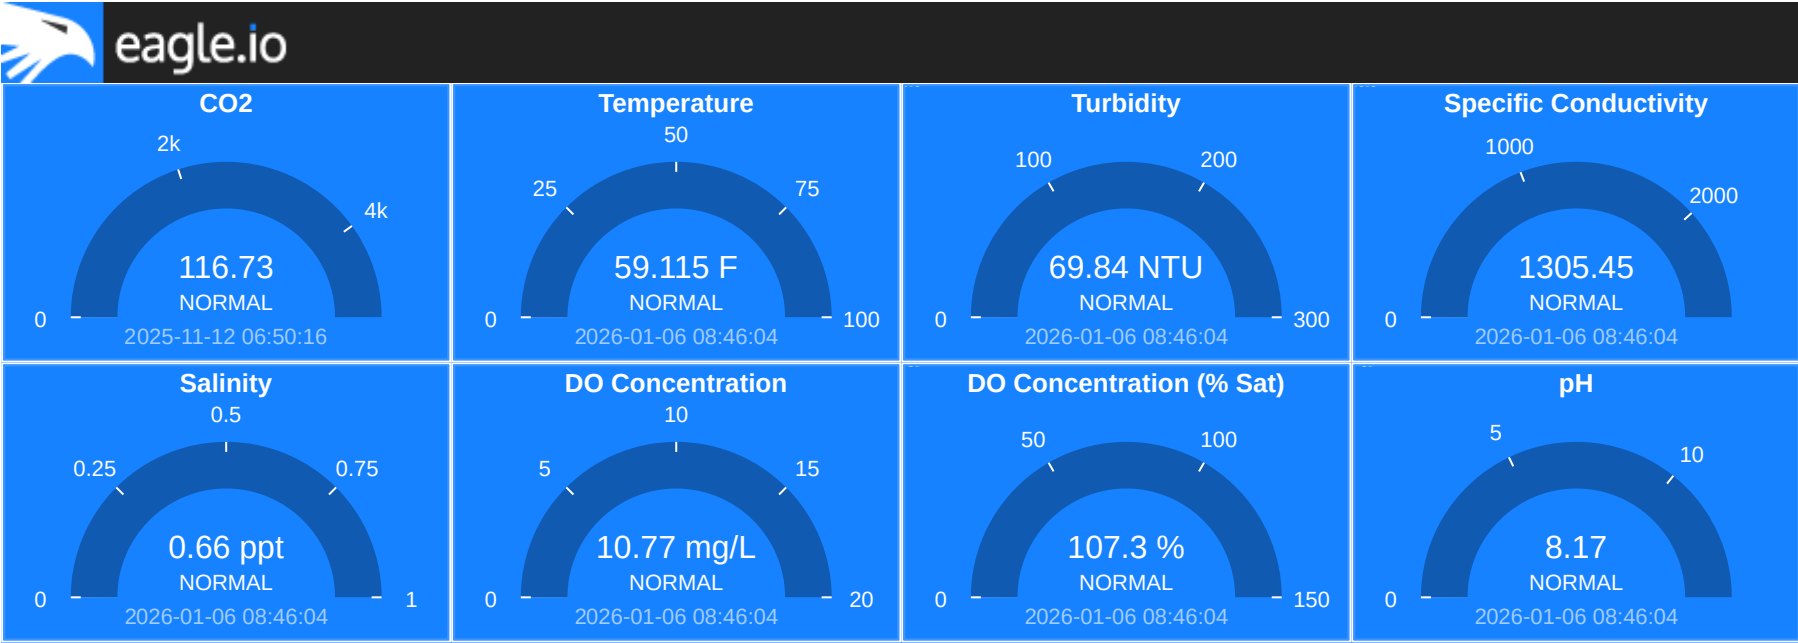 eagle.io
CO2
2k
4k
116.73
NORMAL
0
2025-11-12 06:50:16
Temperature
50
25
75
59.115 F
NORMAL
0
100
2026-01-06 08:46:04
Turbidity
100
200
69.84 NTU
NORMAL
0
300
2026-01-06 08:46:04
Specific Conductivity
1000
2000
1305.45
NORMAL
0
2026-01-06 08:46:04
Salinity
0.5
0.25
0.75
0.66 ppt
NORMAL
0
1
2026-01-06 08:46:04
DO Concentration
10
5
15
10.77 mg/L
NORMAL
0
20
2026-01-06 08:46:04
DO Concentration (% Sat)
50
100
107.3 %
NORMAL
0
150
2026-01-06 08:46:04
pH
5
10
8.17
NORMAL
0
2026-01-06 08:46:04